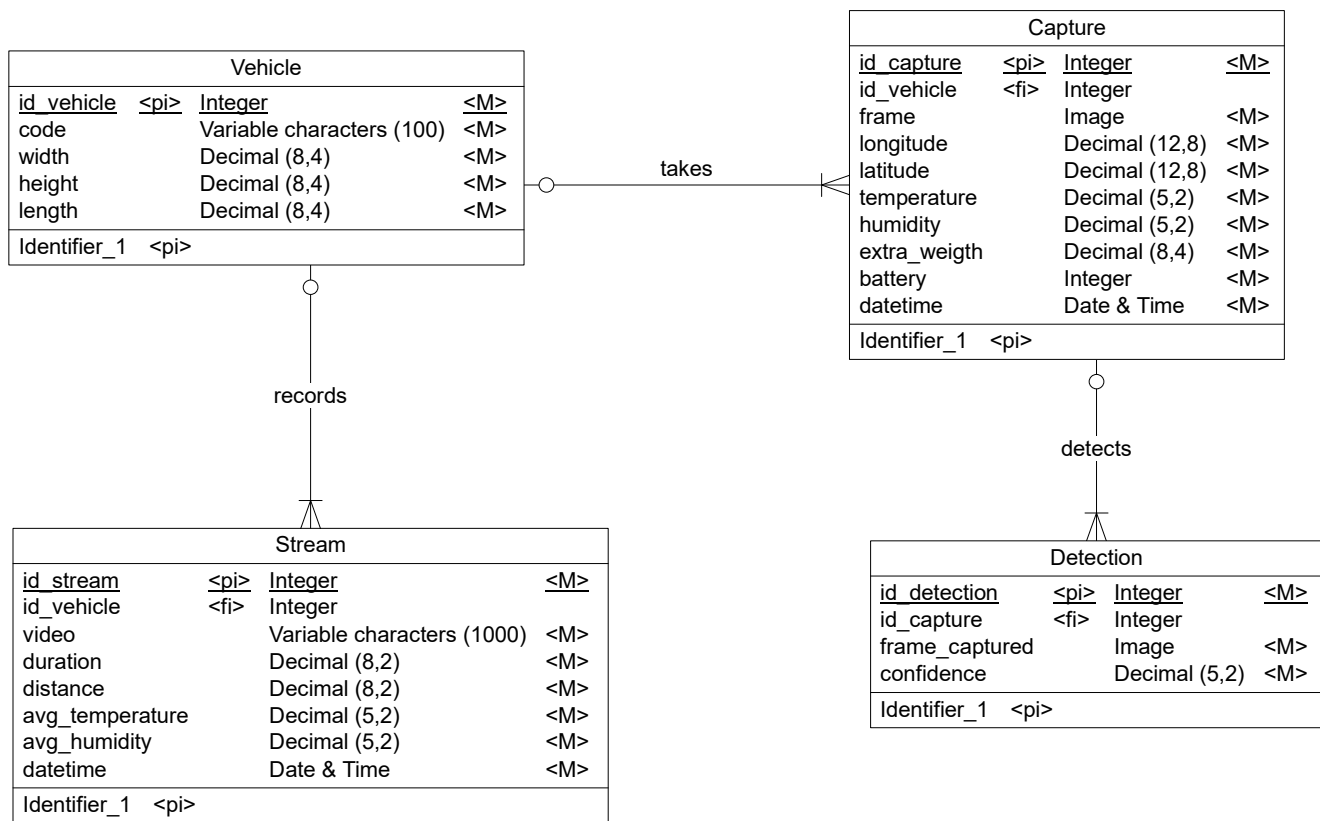 Vehicle
id_vehicle <pi> Integer <M>
code Variable characters (100) <M>
width Decimal (8,4) <M>
height Decimal (8,4) <M>
length Decimal (8,4) <M>
Identifier_1 <pi>
takes
Capture
id_capture <pi> Integer <M>
id_vehicle <fi> Integer
frame Image <M>
longitude Decimal (12,8) <M>
latitude Decimal (12,8) <M>
temperature Decimal (5,2) <M>
humidity Decimal (5,2) <M>
extra_weigth Decimal (8,4) <M>
battery Integer <M>
datetime Date & Time <M>
Identifier_1 <pi>
records
detects
Stream
id_stream <pi> Integer <M>
id_vehicle <fi> Integer
video Variable characters (1000) <M>
duration Decimal (8,2) <M>
distance Decimal (8,2) <M>
avg_temperature Decimal (5,2) <M>
avg_humidity Decimal (5,2) <M>
datetime Date & Time <M>
Identifier_1 <pi>
Detection
id_detection <pi> Integer <M>
id_capture <fi> Integer
frame_captured Image <M>
confidence Decimal (5,2) <M>
Identifier_1 <pi>